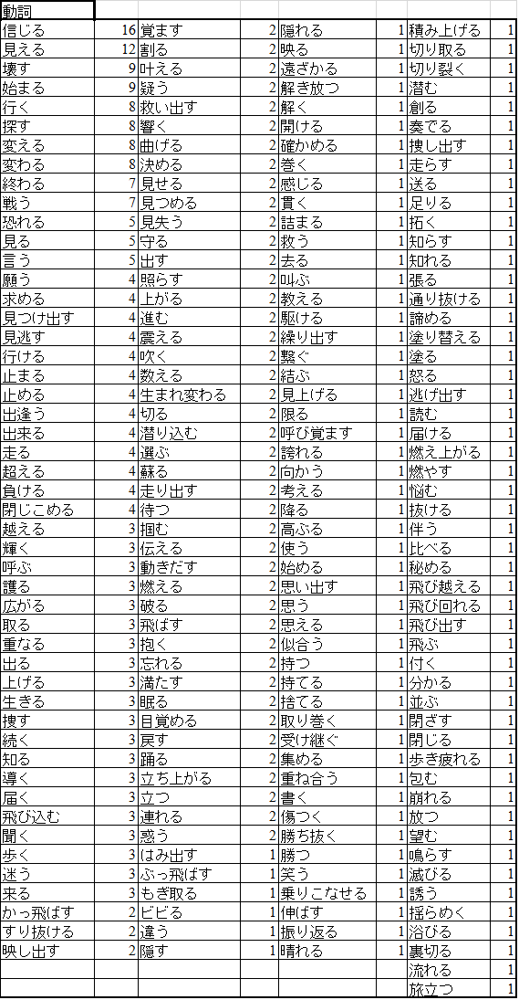 動詞
信じる 16 覚ます 2 隠れる 1 積み上げる 1
見える 12 割る 2 映る 1 切り取る 1
壊す 9 叶える 2 遠ざかる 1 切り裂く 1
始まる 9 疑う 2 解き放つ 1 潜む 1
行く 8 救い出す 2 解く 1 創る 1
探す 8 響く 2 開ける 1 奏でる 1
変える 8 曲げる 2 確かめる 1 捜し出す 1
変わる 8 決める 2 巻く 1 走らす 1
終わる 7 見せる 2 感じる 1 送る 1
戦う 7 見つめる 2 貫く 1 足りる 1
恐れる 5 見失う 2 詰まる 1 拓く 1
見る 5 守る 2 救う 1 知らす 1
言う 5 出す 2 去る 1 知れる 1
願う 4 照らす 2 叫ぶ 1 張る 1
求める 4 上がる 2 教える 1 通り抜ける 1
見つけ出す 4 進む 2 駆ける 1 諦める 1
見逃す 4 震える 2 繰り出す 1 塗り替える 1
行ける 4 吹く 2 繋ぐ 1 塗る 1
止まる 4 数える 2 結ぶ 1 怒る 1
止める 4 生まれ変わる 2 見上げる 1 逃げ出す 1
出逢う 4 切る 2 限る 1 読む 1
出来る 4 潜り込む 2 呼び覚ます 1 届ける 1
走る 4 選ぶ 2 誇れる 1 燃え上がる 1
超える 4 蘇る 2 向かう 1 燃やす 1
負ける 4 走り出す 2 考える 1 悩む 1
閉じこめる 4 待つ 2 降る 1 抜ける 1
越える 3 掴む 2 高ぶる 1 伴う 1
輝く 3 伝える 2 使う 1 比べる 1
呼ぶ 3 動きだす 2 始める 1 秘める 1
護る 3 燃える 2 思い出す 1 飛び越える 1
広がる 3 破る 2 思う 1 飛び回れる 1
取る 3 飛ばす 2 思える 1 飛び出す 1
重なる 3 抱く 2 似合う 1 飛ぶ 1
出る 3 忘れる 2 持つ 1 付く 1
上げる 3 満たす 2 持てる 1 分かる 1
生きる 3 眠る 2 捨てる 1 並ぶ 1
捜す 3 目覚める 2 取り巻く 1 閉ざす 1
続く 3 戻す 2 受け継ぐ 1 閉じる 1
知る 3 踊る 2 集める 1 歩き疲れる 1
導く 3 立ち上がる 2 重ね合う 1 包む 1
届く 3 立つ 2 書く 1 崩れる 1
飛び込む 3 連れる 2 傷つく 1 放つ 1
聞く 3 惑う 2 勝ち抜く 1 望む 1
歩く 3 はみ出す 1 勝つ 1 鳴らす 1
迷う 3 ぶっ飛ばす 1 笑う 1 滅びる 1
来る 3 もぎ取る 1 乗りこなせる 1 誘う 1
かっ飛ばす 2 ビビる 1 伸ばす 1 揺らめく 1
すり抜ける 2 違う 1 振り返る 1 浴びる 1
映し出す 2 隠す 1 晴れる 1 裏切る 1
流れる 1
旅立つ 1